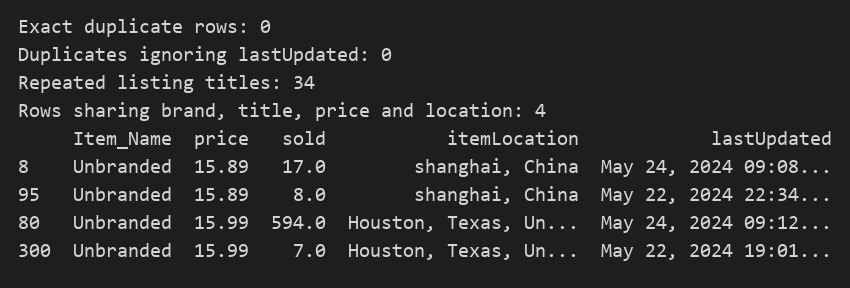 Exact duplicate rows: 0
Duplicates ignoring lastUpdated: 0
Repeated listing titles: 34
Rows sharing brand, title, price and location: 4
Item_Name price sold itemLocation lastUpdated
8 Unbranded 15.89 17.0 shanghai, China May 24, 2024 09:08...
95 Unbranded 15.89 8.0 shanghai, China May 22, 2024 22:34...
80 Unbranded 15.99 594.0 Houston, Texas, Un... May 24, 2024 09:12...
300 Unbranded 15.99 7.0 Houston, Texas, Un... May 22, 2024 19:01...